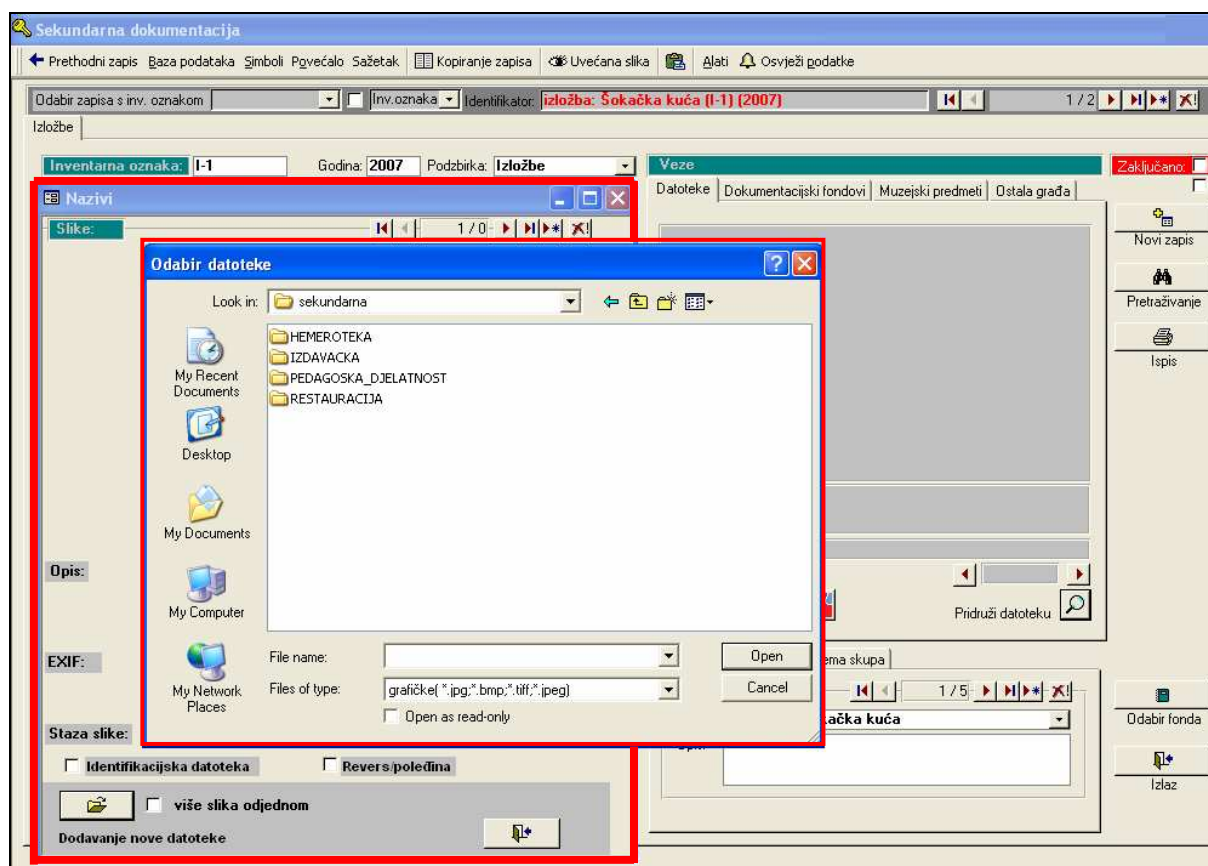 Sekundarna dokumentacija
Prethodni zapis Baza podataka Simboli Povećalo Sažetak Kopiranje zapisa Uvećana slika Alati Osvježi podatke
Odabir zapisa s inv. oznakom Inv.oznaka Identifikator: izložba: Šokačka kuća (I-1) (2007) 1 / 2
Izložbe
Inventarna oznaka: I-1 Godina: 2007 Podzbirka: Izložbe Veze Zaključano:
Nazivi
Datoteke Dokumentacijski fondovi Muzejski predmeti Ostala građa
Slike: 1 / 0
Novi zapis
Odabir datoteke
Look in: sekundarna
Pretraživanje
HEMEROTEKA
IZDAVACKA
PEDAGOSKA_DJELATNOST
RESTAURACIJA
Ispis
My Recent
Documents
Desktop
My Documents
Opis:
My Computer
Pridruži datoteku
EXIF:
File name: Open
ema skupa
My Network
Places
Files of type: grafičke( *.jpg;*.bmp;*.tiff;*.jpeg) Cancel
1 / 5
Open as read-only
ačka kuća
Odabir fonda
Staza slike:
Identifikacijska datoteka Revers/poleđina
Izlaz
više slika odjednom
Dodavanje nove datoteke